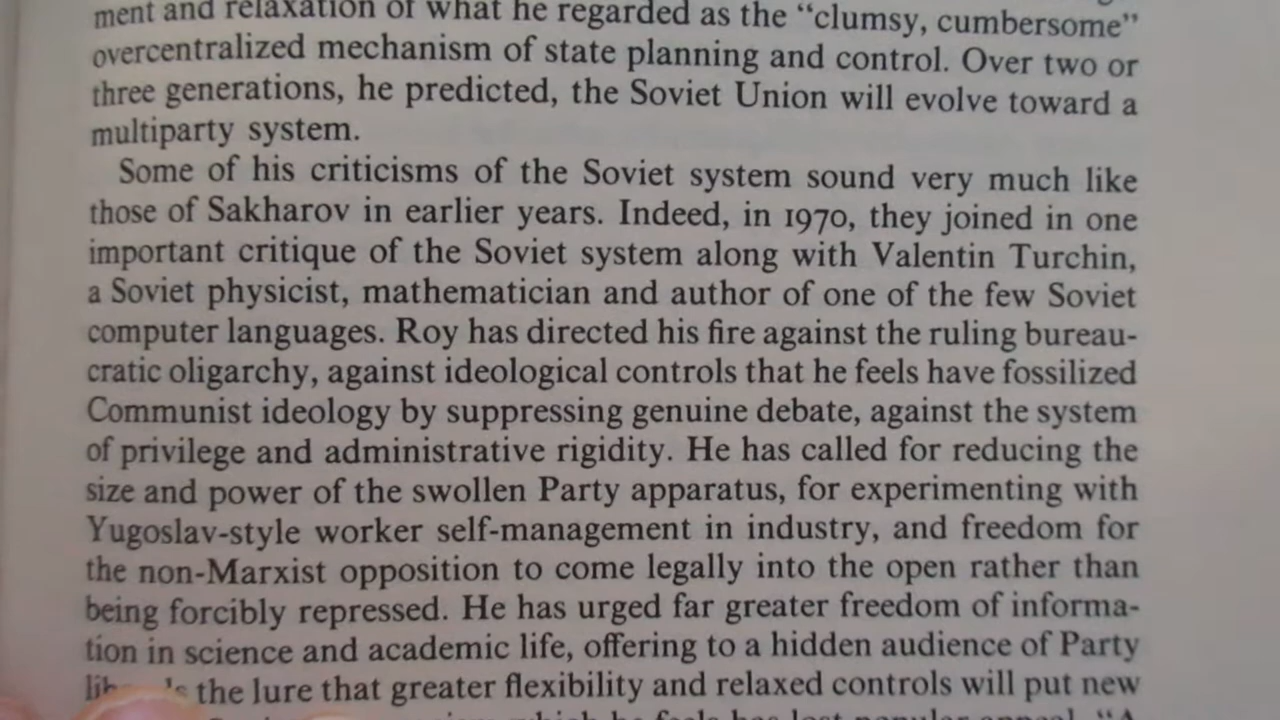 ment and relaxation of what he regarded as the “clumsy, cumbersome”
overcentralized mechanism of state planning and control. Over two or
three generations, he predicted, the Soviet Union will evolve toward a
multiparty system.
Some of his criticisms of the Soviet system sound very much like
those of Sakharov in earlier years. Indeed, in 1970, they joined in one
important critique of the Soviet system along with Valentin Turchin,
a Soviet physicist, mathematician and author of one of the few Soviet
computer languages. Roy has directed his fire against the ruling bureau-
cratic oligarchy, against ideological controls that he feels have fossilized
Communist ideology by suppressing genuine debate, against the system
of privilege and administrative rigidity. He has called for reducing the
size and power of the swollen Party apparatus, for experimenting with
Yugoslav-style worker self-management in industry, and freedom for
the non-Marxist opposition to come legally into the open rather than
being forcibly repressed. He has urged far greater freedom of informa-
tion in science and academic life, offering to a hidden audience of Party
the lure that greater flexibility and relaxed controls will put new
which he feels has lost popular appeal. “A